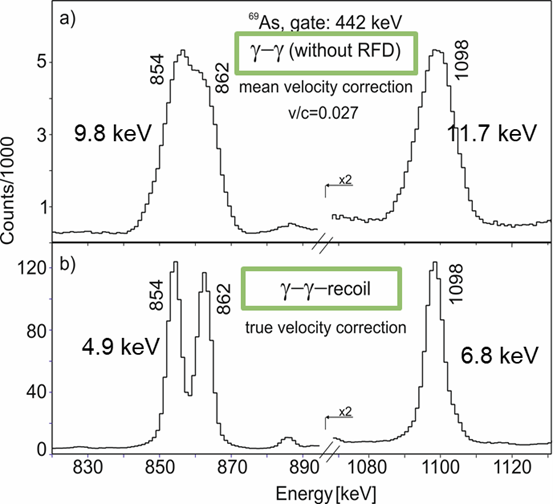 a)
⁶⁹As, gate: 442 keV
γ–γ (without RFD)
mean velocity correction
v/c=0.027
854
862
1098
9.8 keV
11.7 keV
x2
5
3
1
Counts/1000
b)
γ–γ–recoil
true velocity correction
854
862
1098
4.9 keV
6.8 keV
x2
120
80
40
0
830 850 870 890 1080 1100 1120
Energy [keV]